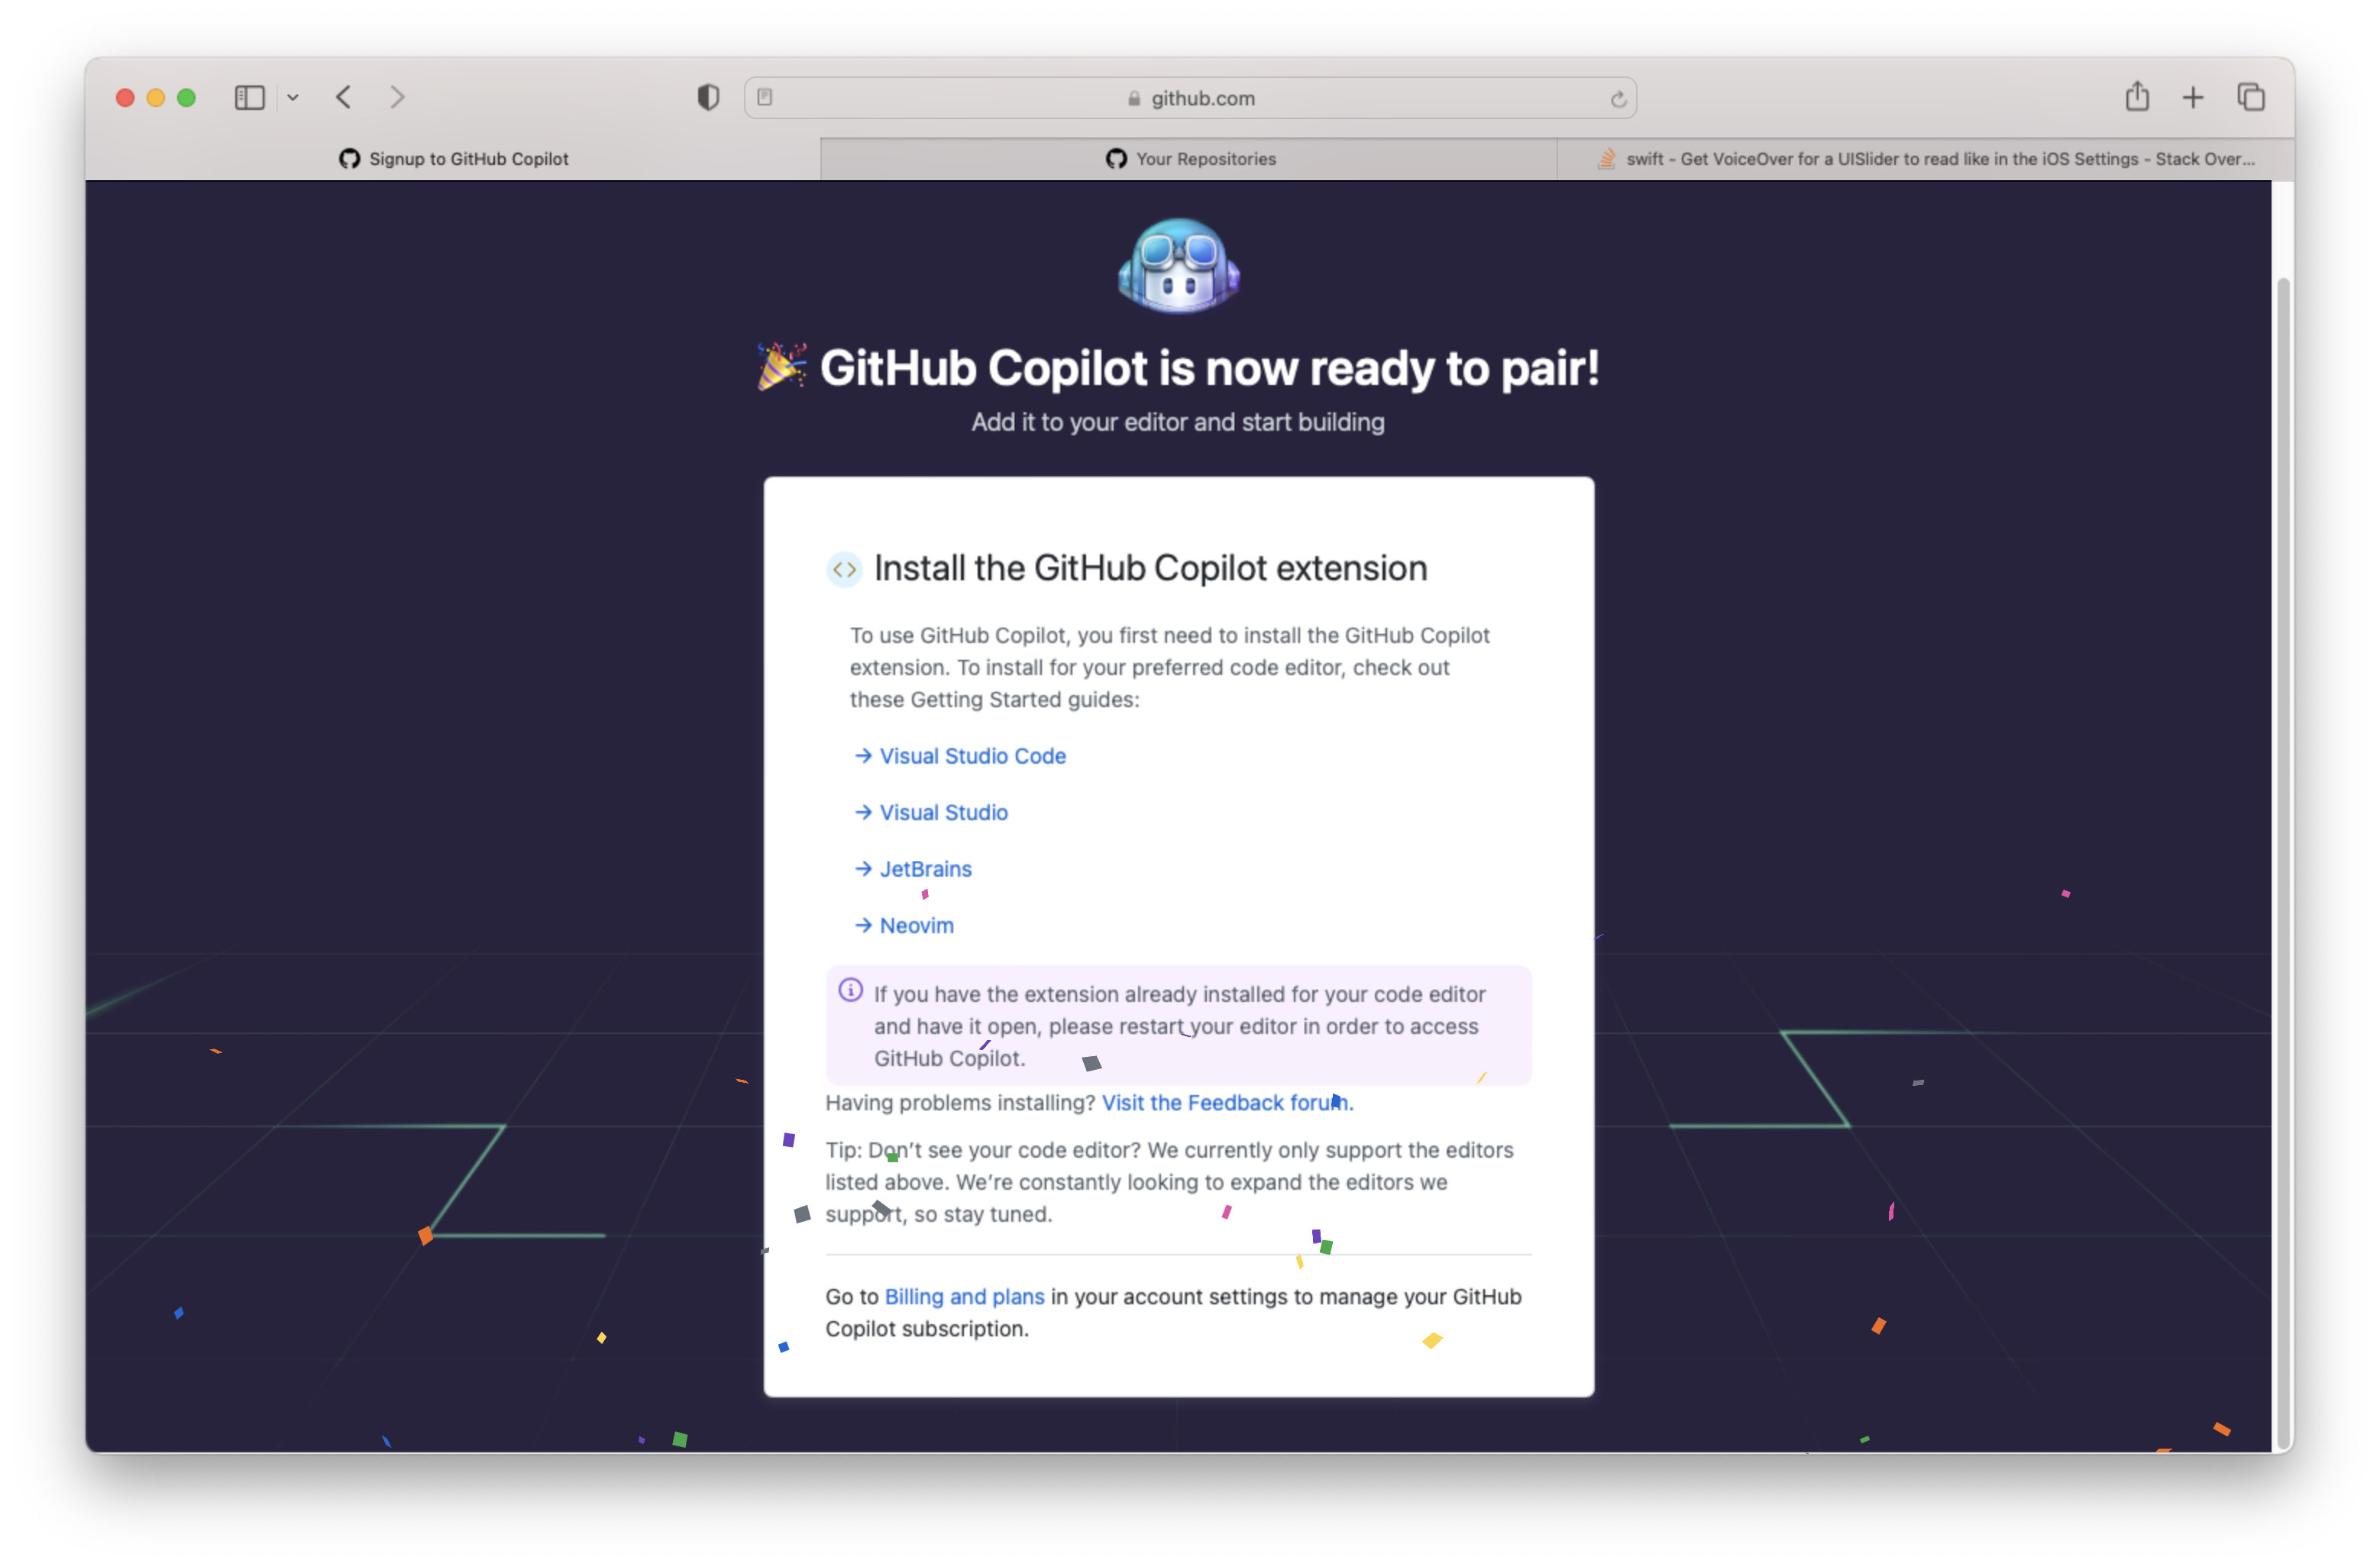 github.com
Signup to GitHub Copilot
Your Repositories
swift - Get VoiceOver for a UISlider to read like in the iOS Settings - Stack Over...
GitHub Copilot is now ready to pair!
Add it to your editor and start building
Install the GitHub Copilot extension
To use GitHub Copilot, you first need to install the GitHub Copilot
extension. To install for your preferred code editor, check out
these Getting Started guides:
→ Visual Studio Code
→ Visual Studio
→ JetBrains
→ Neovim
If you have the extension already installed for your code editor
and have it open, please restart your editor in order to access
GitHub Copilot.
Having problems installing? Visit the Feedback forum.
Tip: Don’t see your code editor? We currently only support the editors
listed above. We’re constantly looking to expand the editors we
support, so stay tuned.
Go to Billing and plans in your account settings to manage your GitHub
Copilot subscription.